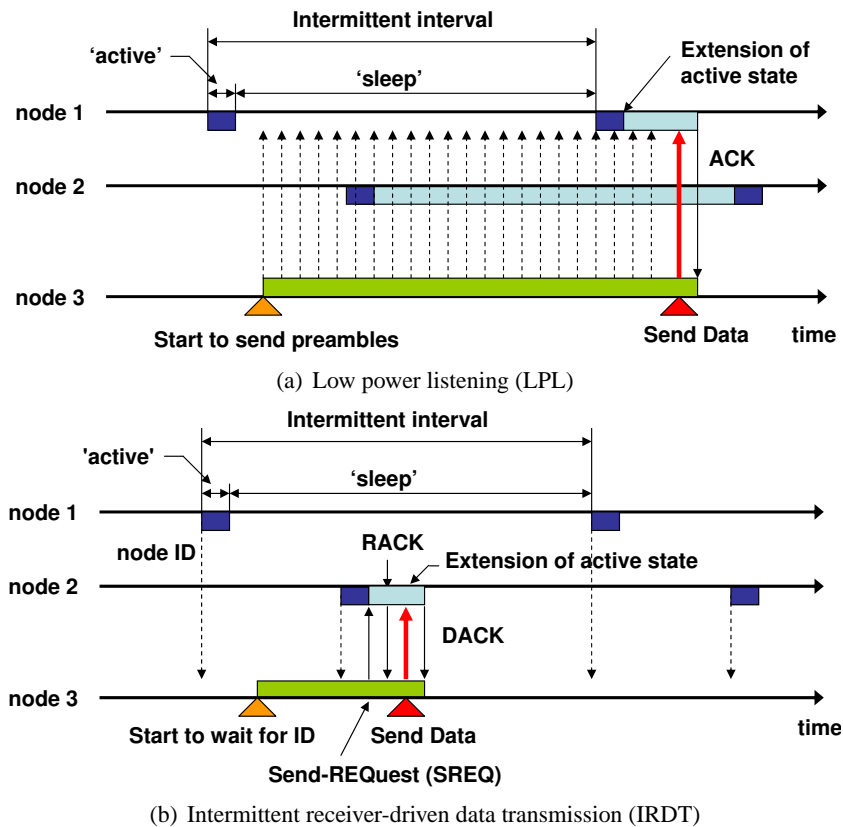 Intermittent interval
‘active’
‘sleep’
Extension of
active state
node 1
ACK
node 2
node 3
Start to send preambles
Send Data
time
(a) Low power listening (LPL)
Intermittent interval
'active'
‘sleep’
node 1
node ID
RACK
Extension of active state
node 2
DACK
node 3
time
Start to wait for ID
Send Data
Send-REQuest (SREQ)
(b) Intermittent receiver-driven data transmission (IRDT)